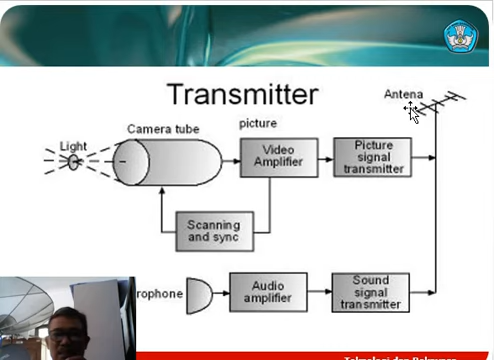 Transmitter
Antena
Light
Camera tube
picture
Video
Amplifier
Picture
signal
transmitter
Scanning
and sync
rophone
Audio
amplifier
Sound
signal
transmitter